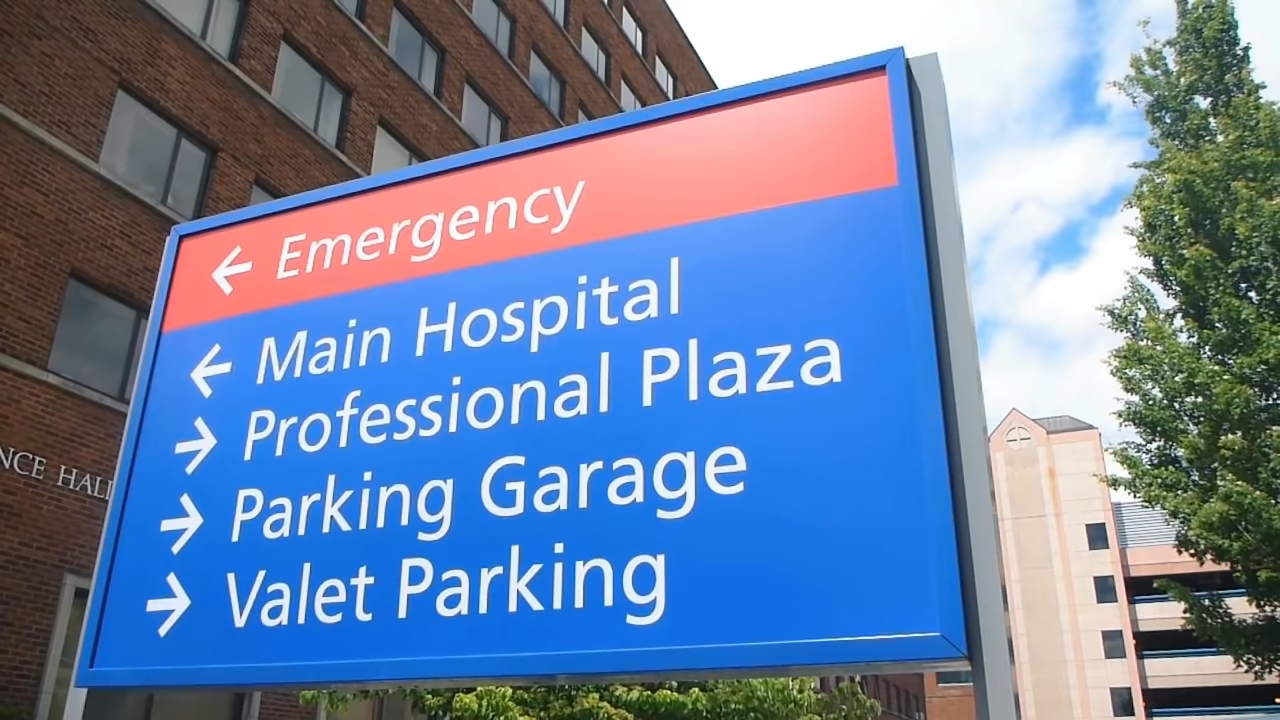 ← Emergency
← Main Hospital
→ Professional Plaza
→ Parking Garage
→ Valet Parking